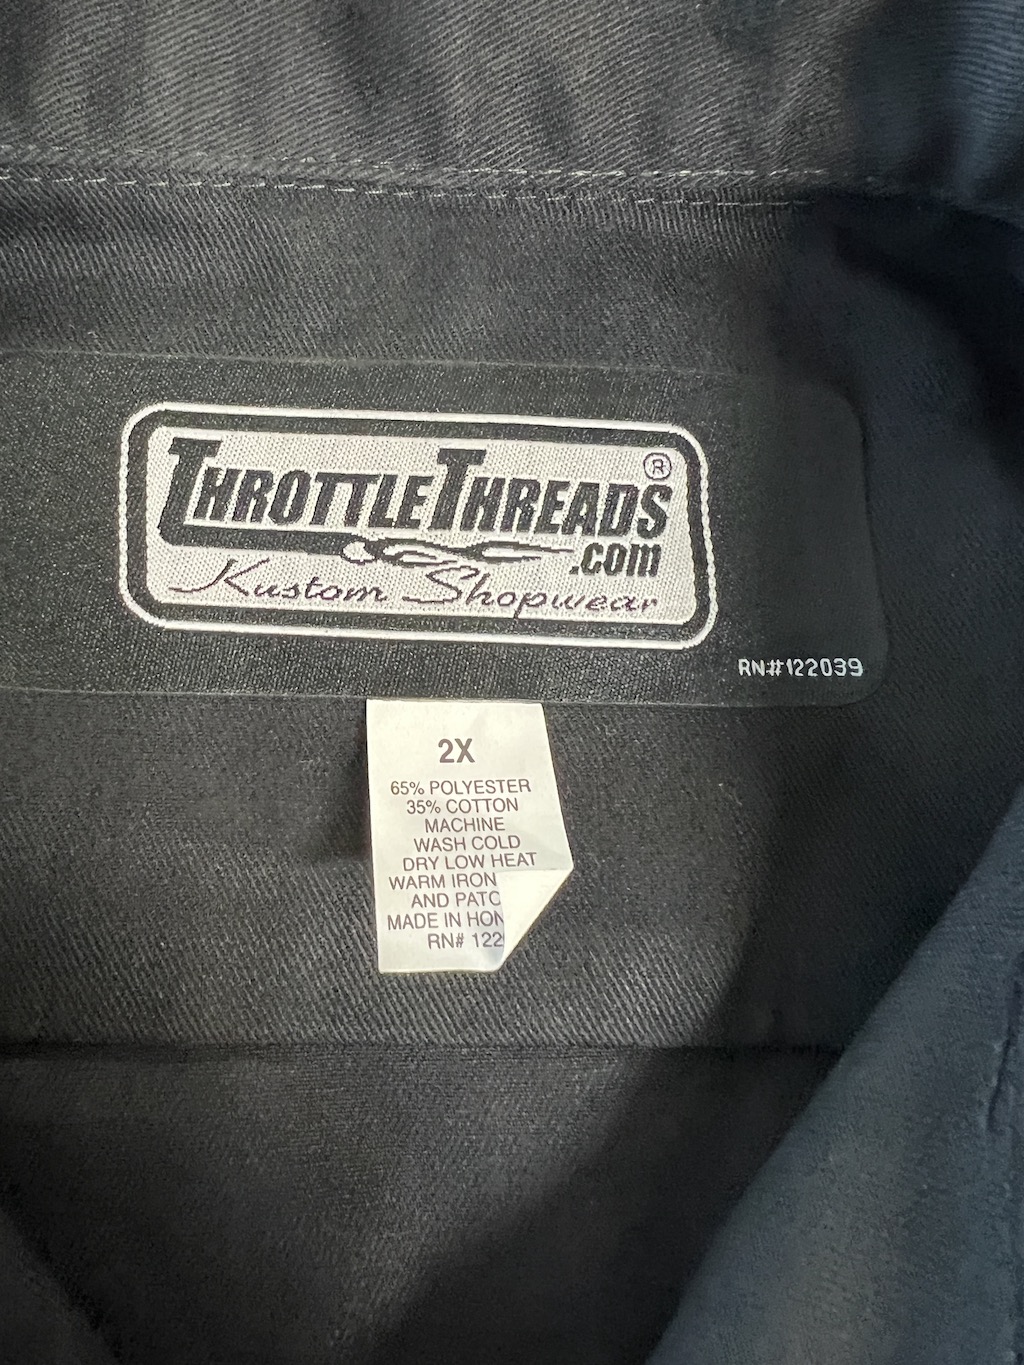 THROTTLETHREADS®
.com
Kustom Shopwear
RN#122039
2X
65% POLYESTER
35% COTTON
MACHINE
WASH COLD
DRY LOW HEAT
WARM IRON
AND PATC
MADE IN HON
RN# 122